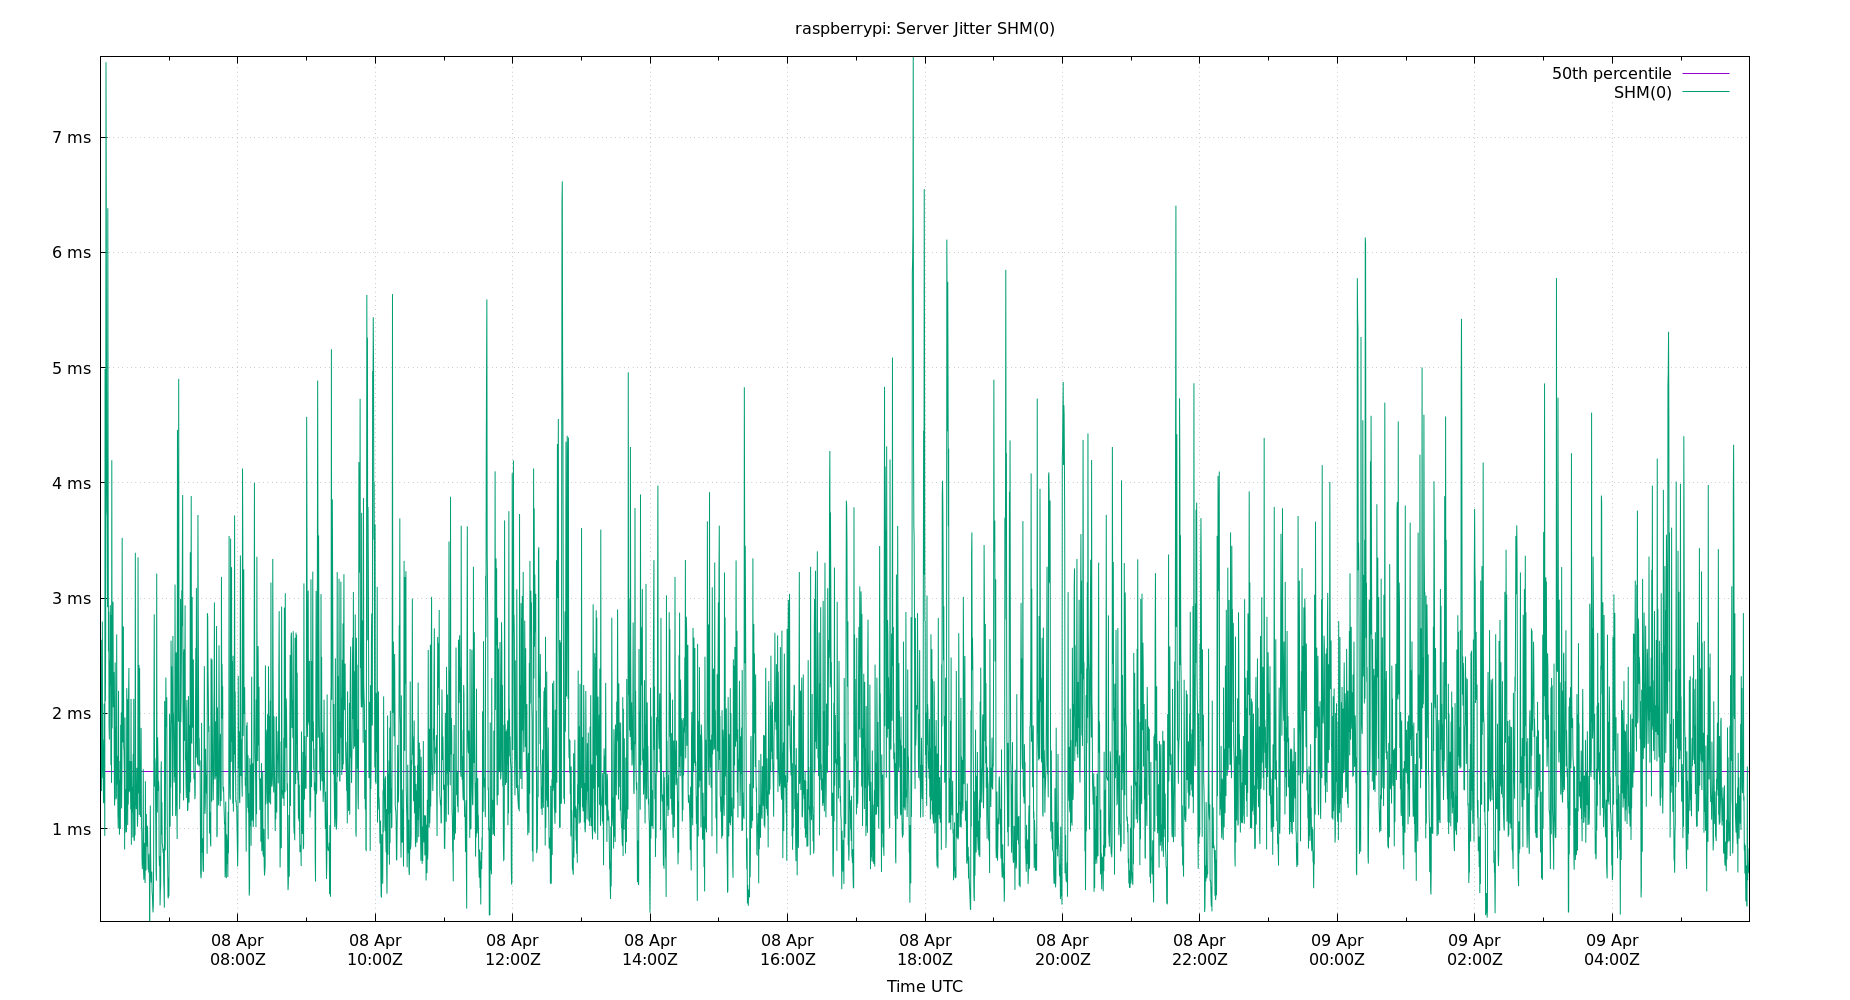 raspberrypi: Server Jitter SHM(0)
50th percentile
SHM(0)
7 ms
6 ms
5 ms
4 ms
3 ms
2 ms
1 ms
08 Apr 08 Apr 08 Apr 08 Apr 08 Apr 08 Apr 08 Apr 08 Apr 09 Apr 09 Apr 09 Apr
08:00Z 10:00Z 12:00Z 14:00Z 16:00Z 18:00Z 20:00Z 22:00Z 00:00Z 02:00Z 04:00Z
Time UTC